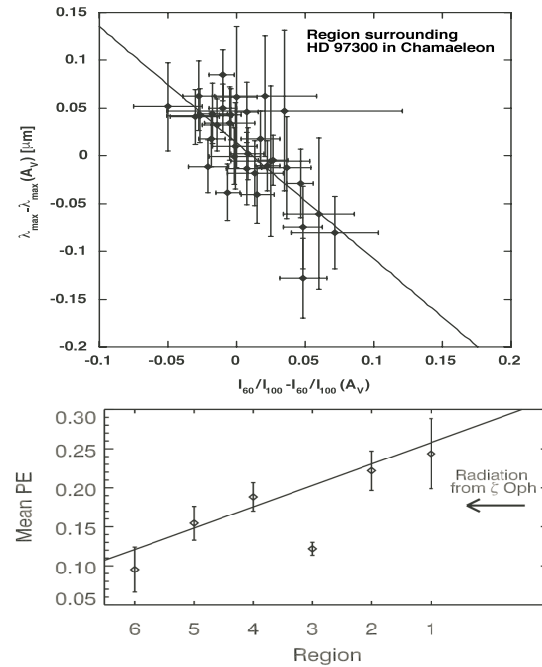 Region surrounding
HD 97300 in Chamaeleon
0.15
0.1
0.05
0
-0.05
-0.1
-0.15
-0.2
λmax-λmax(AV) [μm]
-0.1 -0.05 0 0.05 0.1 0.15 0.2
I60/I100-I60/I100(AV)
0.30
0.25
0.20
0.15
0.10
0.05
Mean PE
Radiation
from ζ Oph
6 5 4 3 2 1
Region